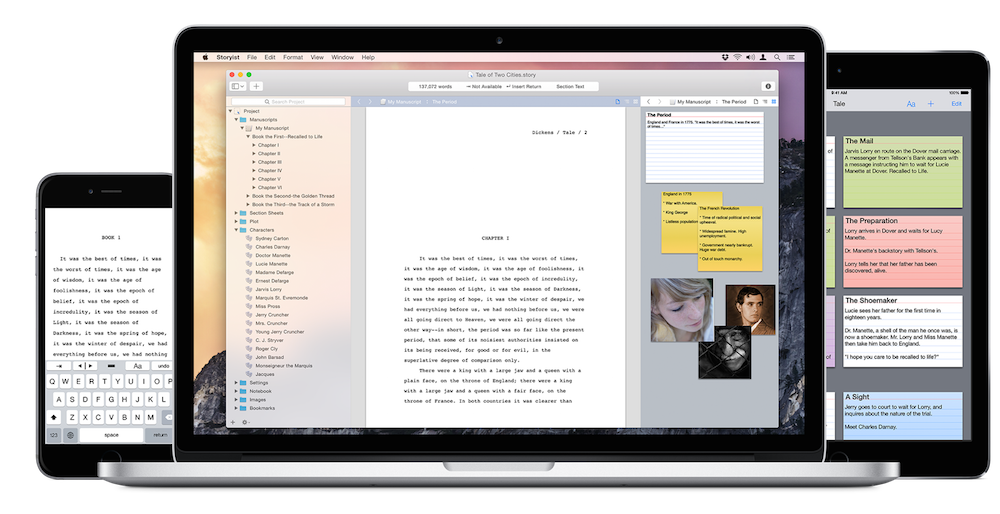 Storyist File Edit Format View Window Help
Tale of Two Cities.story
137,072 words Not Available Insert Return Section Text
Search Project
Project
Manuscripts
My Manuscript
Book the First--Recalled to Life
Chapter I
Chapter II
Chapter III
Chapter IV
Chapter V
Chapter VI
Book the Second-the Golden Thread
Book the Third--the Track of a Storm
Section Sheets
Plot
Characters
Sydney Carton
Charles Darnay
Doctor Manette
Lucie Manette
Madame Defarge
Ernest Defarge
Jarvis Lorry
Marquis St. Evremonde
Miss Pross
Jerry Cruncher
Mrs. Cruncher
Young Jerry Cruncher
C. J. Stryver
Roger Cly
John Barsad
Monseigneur the Marquis
Jacques
Settings
Notebook
Images
Bookmarks
My Manuscript The Period
Dickens / Tale / 2
CHAPTER I
It was the best of times, it was the worst of times,
it was the age of wisdom, it was the age of foolishness, it
was the epoch of belief, it was the epoch of incredulity,
it was the season of Light, it was the season of Darkness,
it was the spring of hope, it was the winter of despair, we
had everything before us, we had nothing before us, we were
all going direct to Heaven, we were all going direct the
other way--in short, the period was so far like the present
period, that some of its noisiest authorities insisted on
its being received, for good or for evil, in the
superlative degree of comparison only.
There were a king with a large jaw and a queen with a
plain face, on the throne of England; there were a king
with a large jaw and a queen with a fair face, on the
throne of France. In both countries it was clearer than
My Manuscript The Period
The Period
England and France in 1775. "It was the best of times, it was the worst
of times..."
England in 1775
* War with America.
* King George
* Listless population
The French Revolution
* Time of radical political and social
upheaval.
* Widespread famine. High
unemployment.
* Government nearly bankrupt.
Huge war debt.
* Out of touch monarchy.
BOOK 1
It was the best of times, it was
the worst of times, it was the age
of wisdom, it was the age of
foolishness, it was the epoch of
belief, it was the epoch of
incredulity, it was the season of
Light, it was the season of
Darkness, it was the spring of hope,
it was the winter of despair, we had
everything before us, we had nothing
Aa undo
Q W E R T Y U I O P
A S D F G H J K L
Z X C V B N M
123 space return
9:41 AM 100%
Tale Aa + Edit
The Mail
Jarvis Lorry en route on the Dover mail carriage.
A messenger from Tellson's Bank appears with
a message instructing him to wait for Lucie
Manette at Dover. Recalled to Life.
The Preparation
Lorry arrives in Dover and waits for Lucy
Manette.
Dr. Manette's backstory with Tellson's.
Lorry tells her that her father has been
discovered, alive.
The Shoemaker
Lucie sees her father for the first time in
eighteen years.
Dr. Manette, a shell of the man he once was, is
now a shoemaker. Mr. Lorry and Miss Manette
then take him back to England.
"I hope you care to be recalled to life?"
A Sight
Jerry goes to court to wait for Lorry, and
inquires about the nature of the trial.
Meet Charles Darnay.